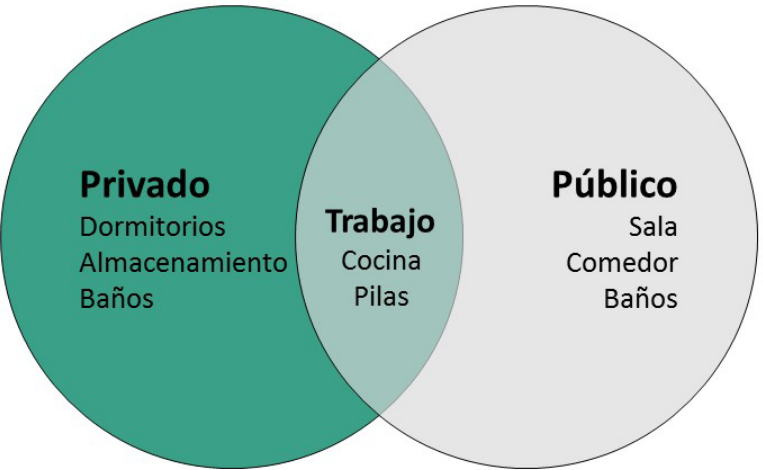 Privado
Dormitorios
Almacenamiento
Baños
Trabajo
Cocina
Pilas
Público
Sala
Comedor
Baños